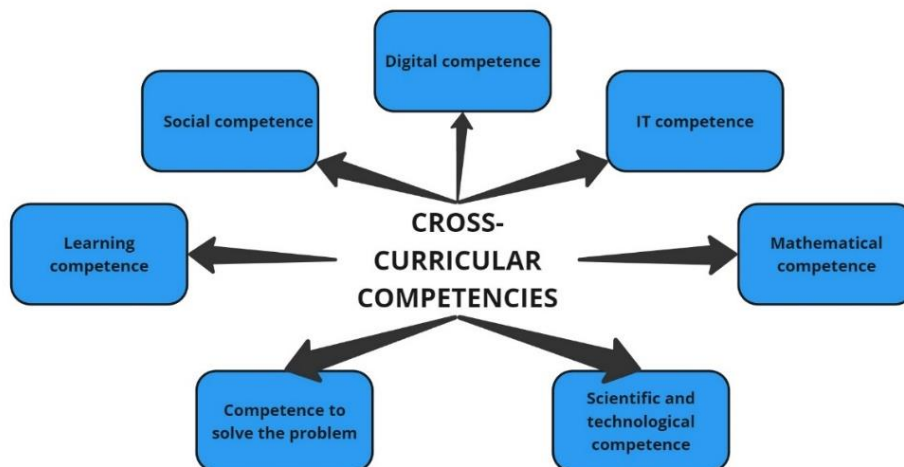 Digital competence
Social competence
IT competence
CROSS-
CURRICULAR
COMPETENCIES
Learning
competence
Mathematical
competence
Competence to
solve the problem
Scientific and
technological
competence